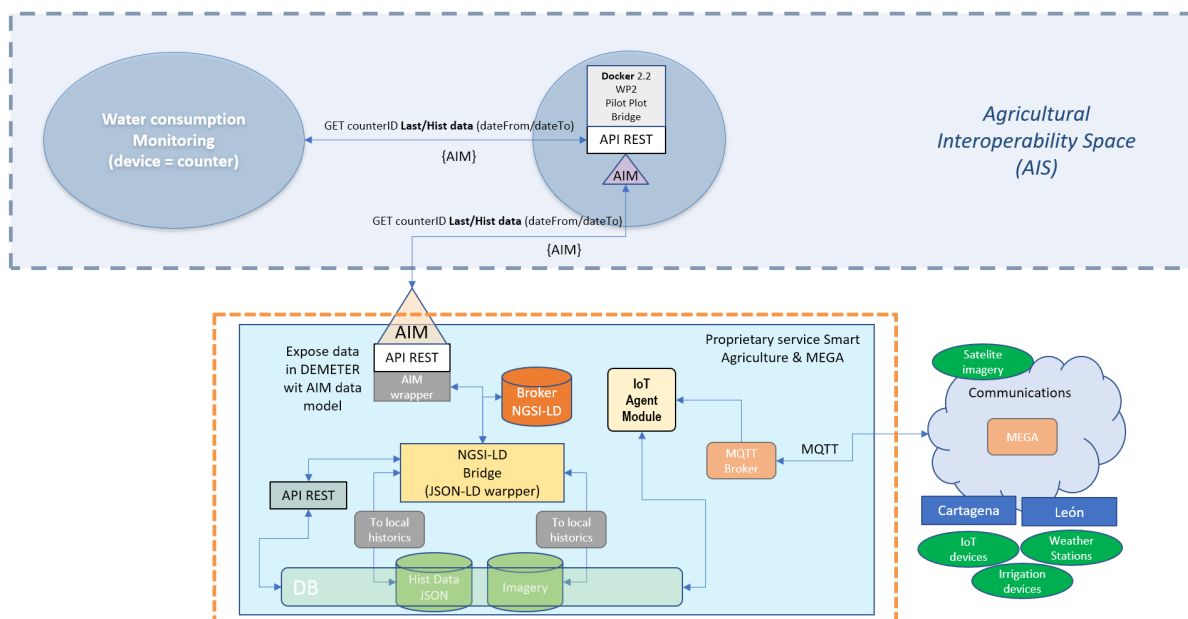 Water consumption
Monitoring
(device = counter)
GET counterID Last/Hist data (dateFrom/dateTo)
{AIM}
Docker 2.2
WP2
Pilot Plot
Bridge
API REST
AIM
Agricultural
Interoperability Space
(AIS)
GET counterID Last/Hist data (dateFrom/dateTo)
{AIM}
AIM
API REST
AIM
wrapper
Expose data
in DEMETER
wit AIM data
model
Broker
NGSI-LD
Proprietary service Smart
Agriculture & MEGA
IoT
Agent
Module
MQTT
Broker
MQTT
NGSI-LD
Bridge
(JSON-LD warpper)
API REST
To local
historics
To local
historics
DB
Hist Data
JSON
Imagery
Satelite
imagery
Communications
MEGA
Cartagena
León
IoT
devices
Weather
Stations
Irrigation
devices